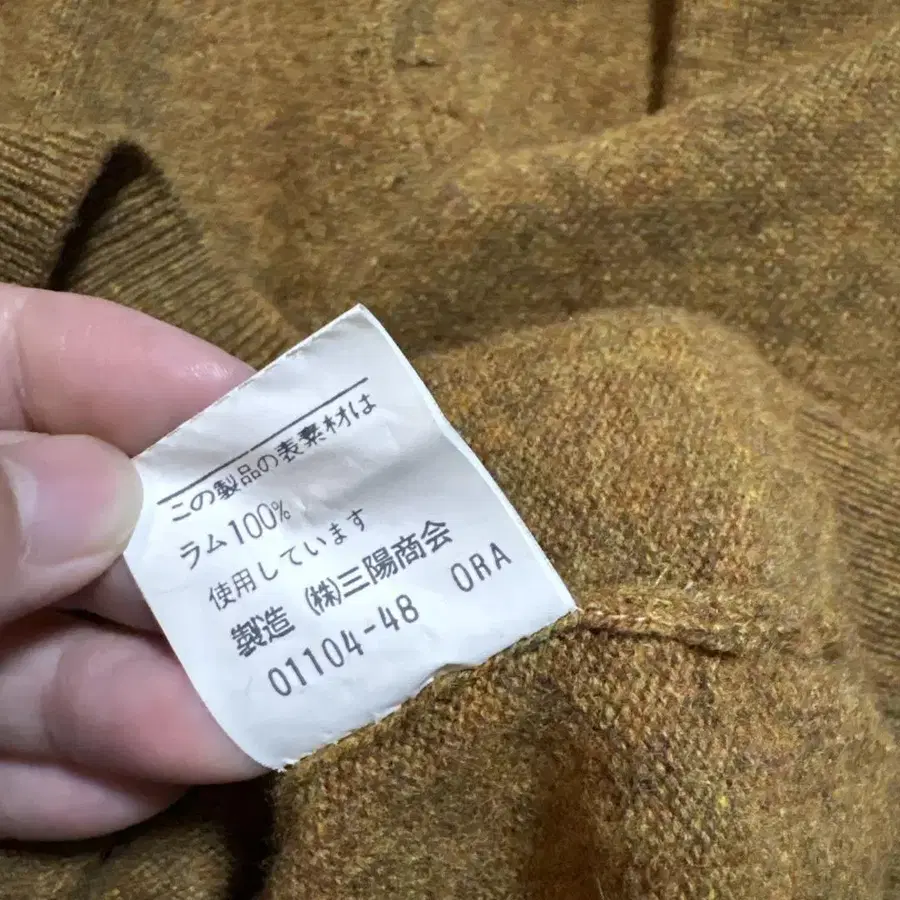 この製品の表素材は
ラム100%
使用しています
製造 (株)三陽商会
01104-48 ORA